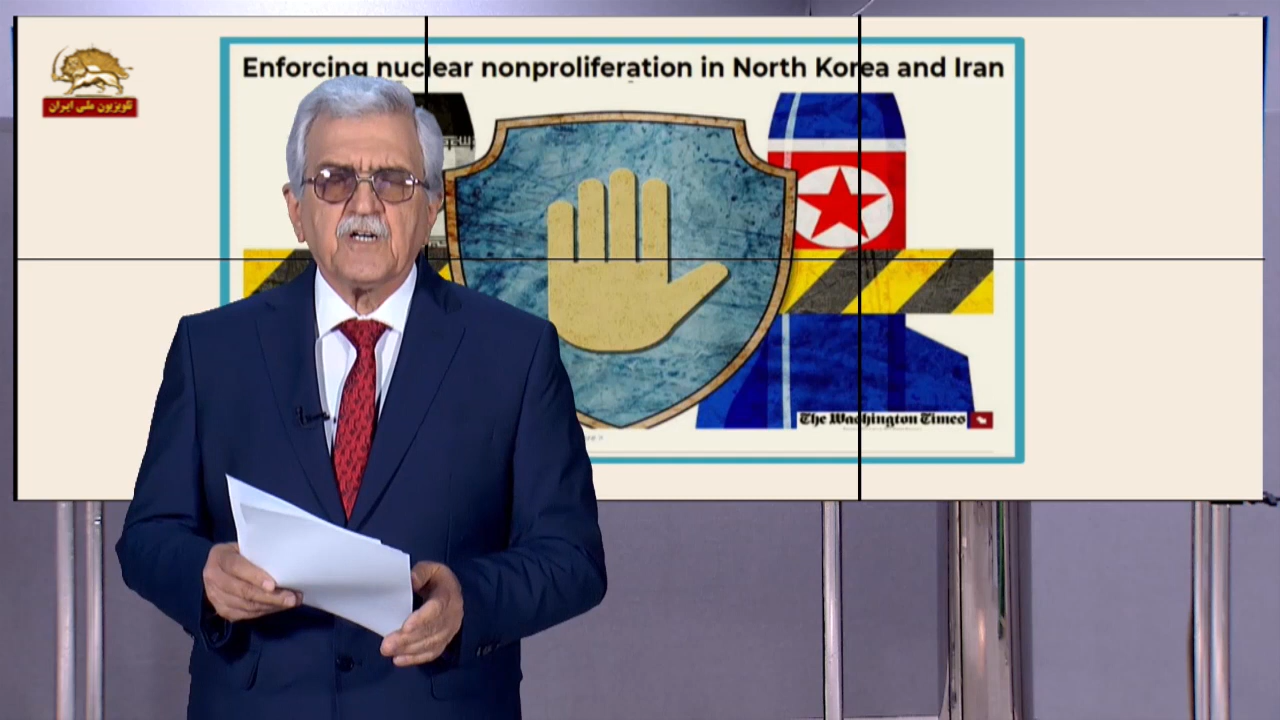 Enforcing nuclear nonproliferation in North Korea and Iran
تلویزیون ملی ایران
The Washington Times